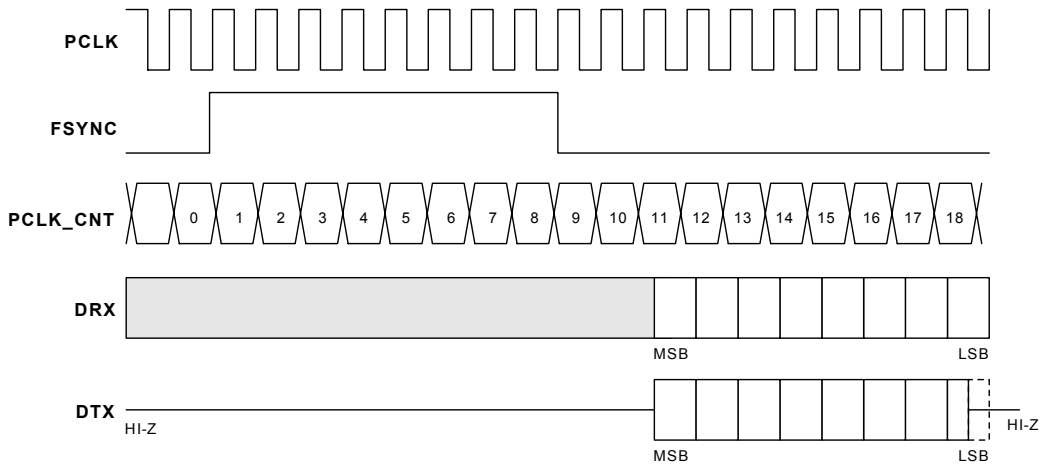 PCLK
FSYNC
PCLK_CNT 0 1 2 3 4 5 6 7 8 9 10 11 12 13 14 15 16 17 18
DRX
MSB LSB
DTX
HI-Z HI-Z
MSB LSB